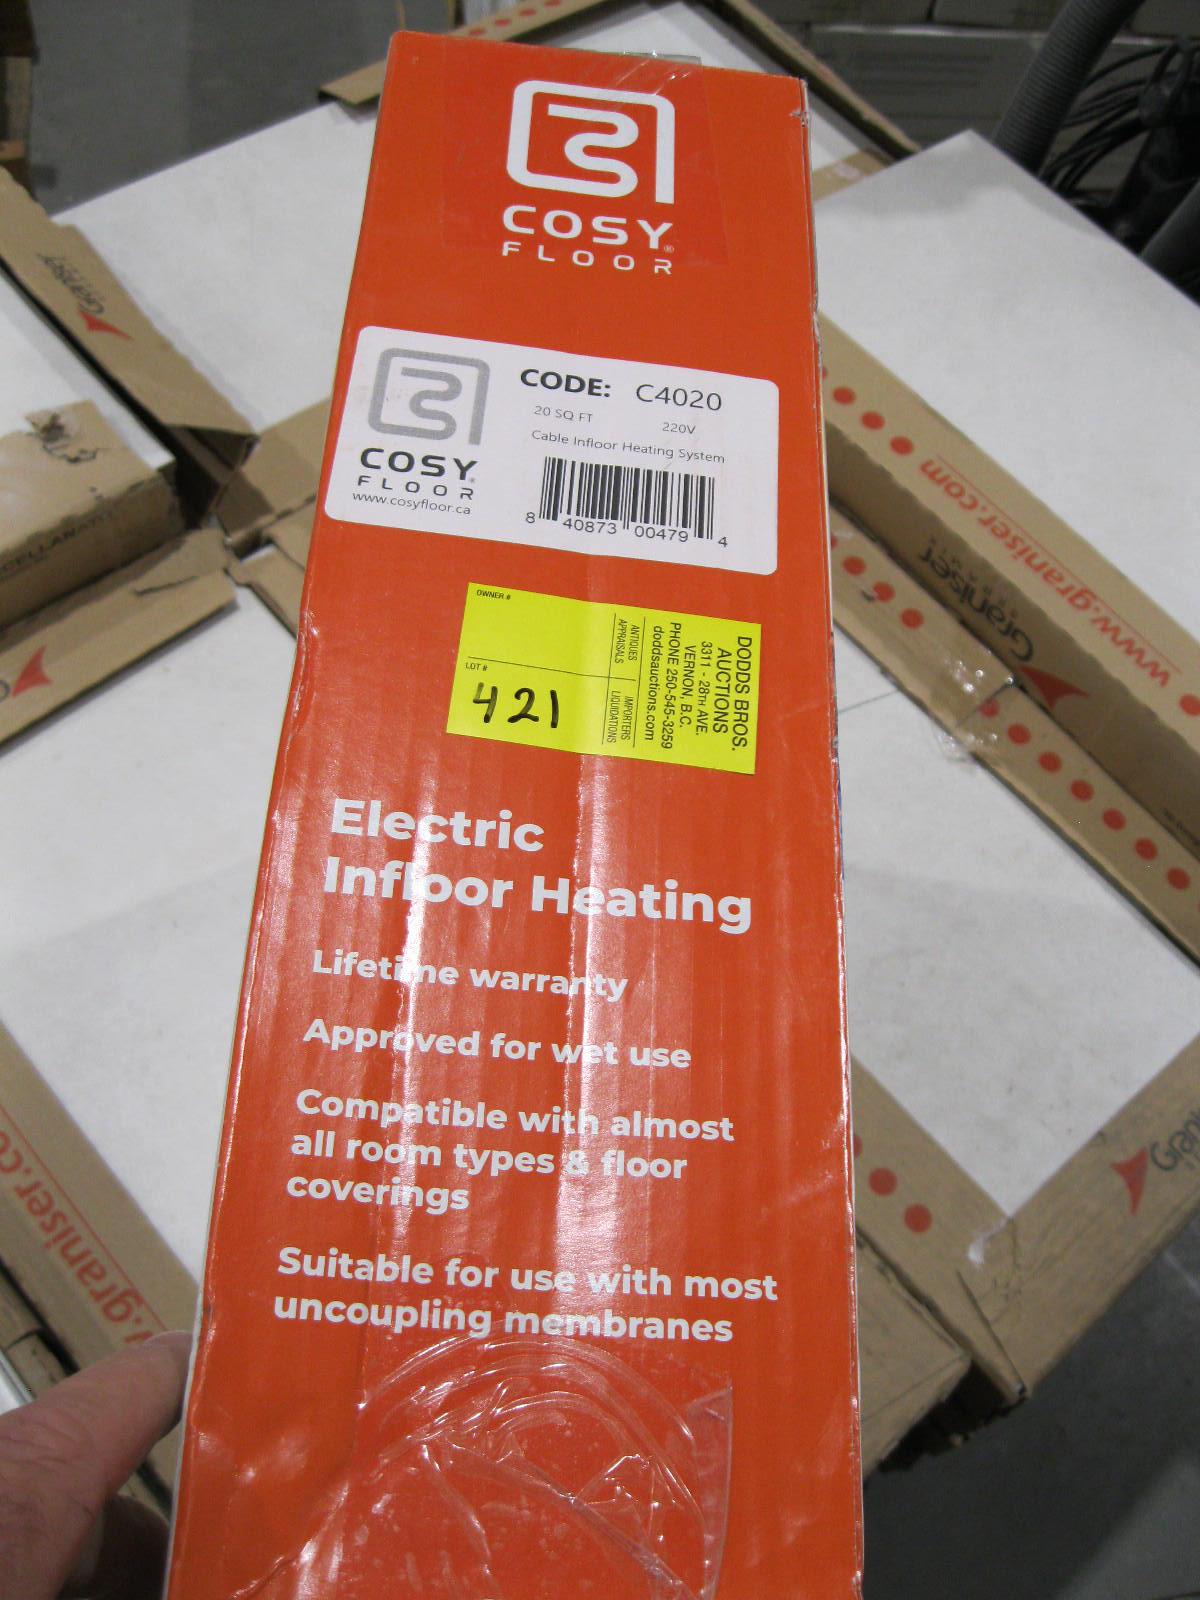 COSY®
FLOOR
CODE: C4020
20 SQ FT 220V
Cable Infloor Heating System
COSY
FLOOR
www.cosyfloor.ca
8 40873 00479 4
OWNER #
LOT #
421
ANTIQUES
APPRAISALS
IMPORTERS
LIQUIDATIONS
DODDS BROS.
AUCTIONS
3311 - 28TH AVE.
VERNON, B.C.
PHONE 250-545-3259
doddsauctions.com
Electric
Infloor Heating
Lifetime warranty
Approved for wet use
Compatible with almost
all room types & floor
coverings
Suitable for use with most
uncoupling membranes
Graniser
www.graniser.com
Graniser